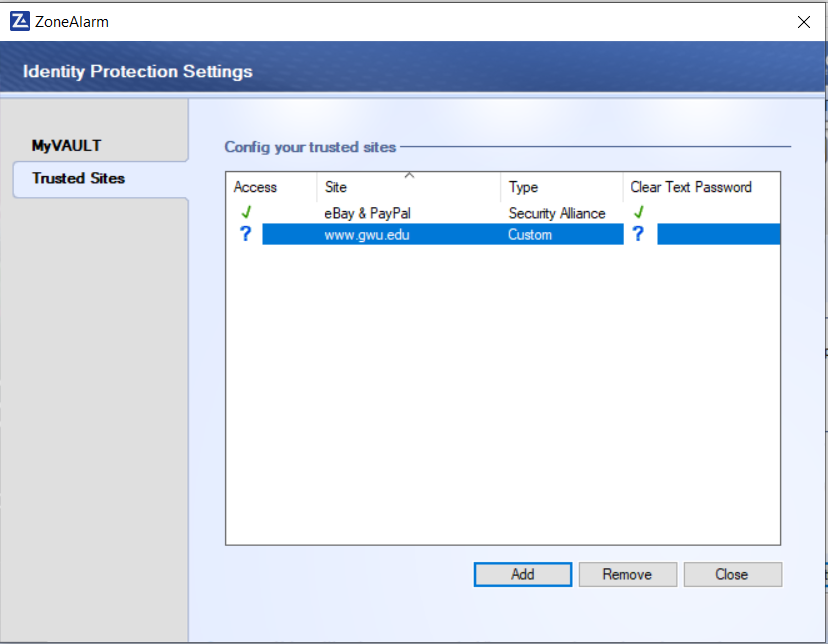 ZoneAlarm
Identity Protection Settings
MyVAULT
Trusted Sites
Config your trusted sites
Access Site Type Clear Text Password
eBay & PayPal Security Alliance
? www.gwu.edu Custom ?
Add Remove Close